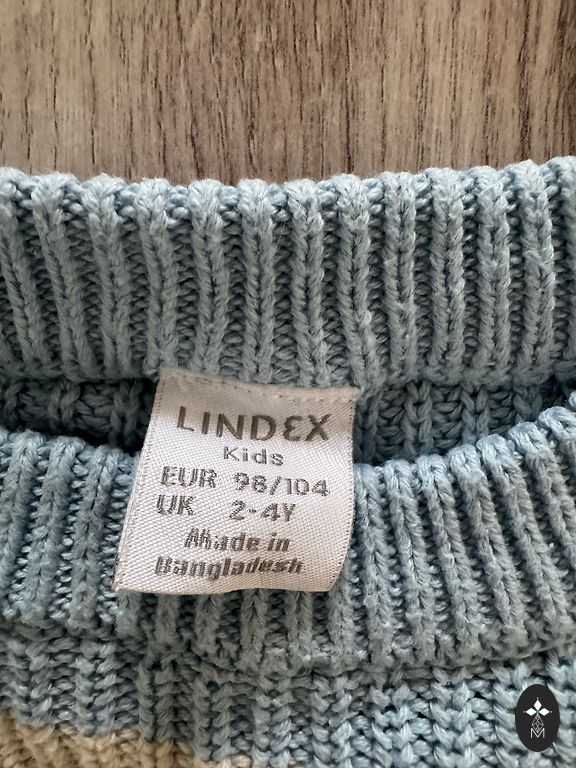 LINDEX
Kids
EUR 98/104
UK 2-4Y
Made in
Bangladesh
M